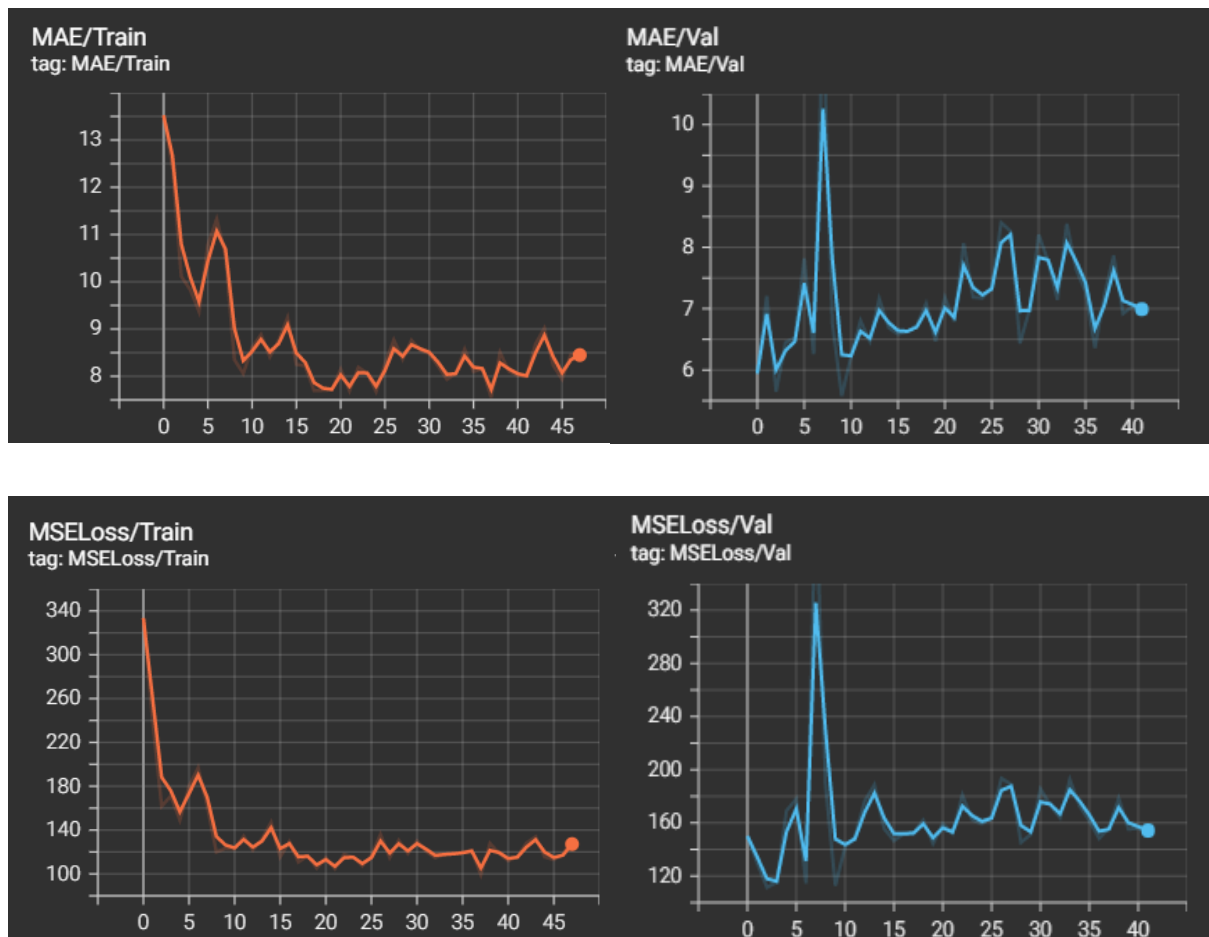 MAE/Train
tag: MAE/Train
13
12
11
10
9
8
0 5 10 15 20 25 30 35 40 45
MAE/Val
tag: MAE/Val
10
9
8
7
6
0 5 10 15 20 25 30 35 40
MSELoss/Train
tag: MSELoss/Train
340
300
260
220
180
140
100
0 5 10 15 20 25 30 35 40 45
MSELoss/Val
tag: MSELoss/Val
320
280
240
200
160
120
0 5 10 15 20 25 30 35 40